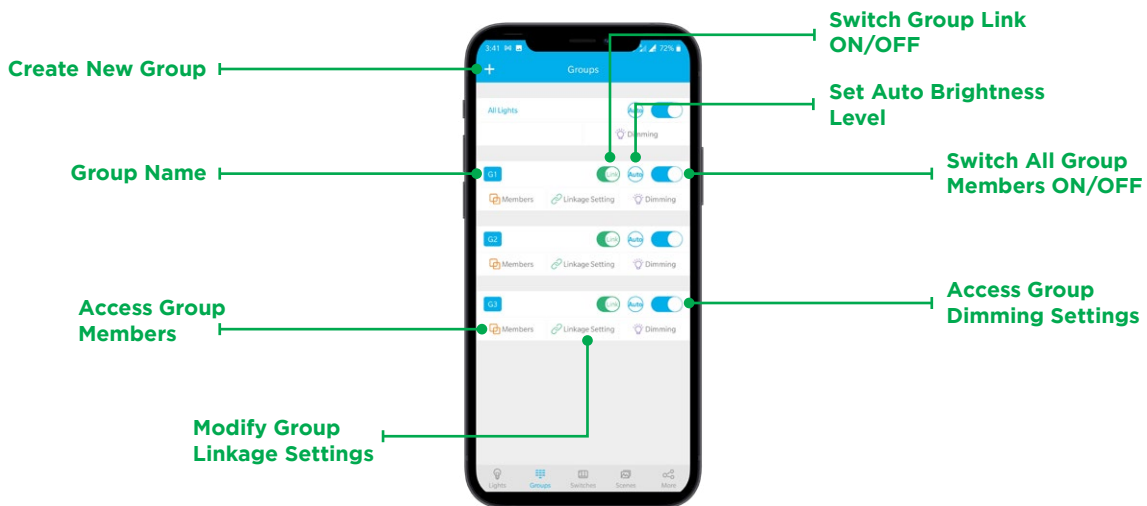 Switch Group Link
ON/OFF
3:41
72%
Create New Group
Groups
Set Auto Brightness
Level
All Lights
Auto
Dimming
Group Name
G1
Link
Auto
Switch All Group
Members ON/OFF
Members
Linkage Setting
Dimming
G2
Link
Auto
Members
Linkage Setting
Dimming
Access Group
Members
G3
Link
Auto
Access Group
Dimming Settings
Members
Linkage Setting
Dimming
Modify Group
Linkage Settings
Lights
Groups
Switches
Scenes
More